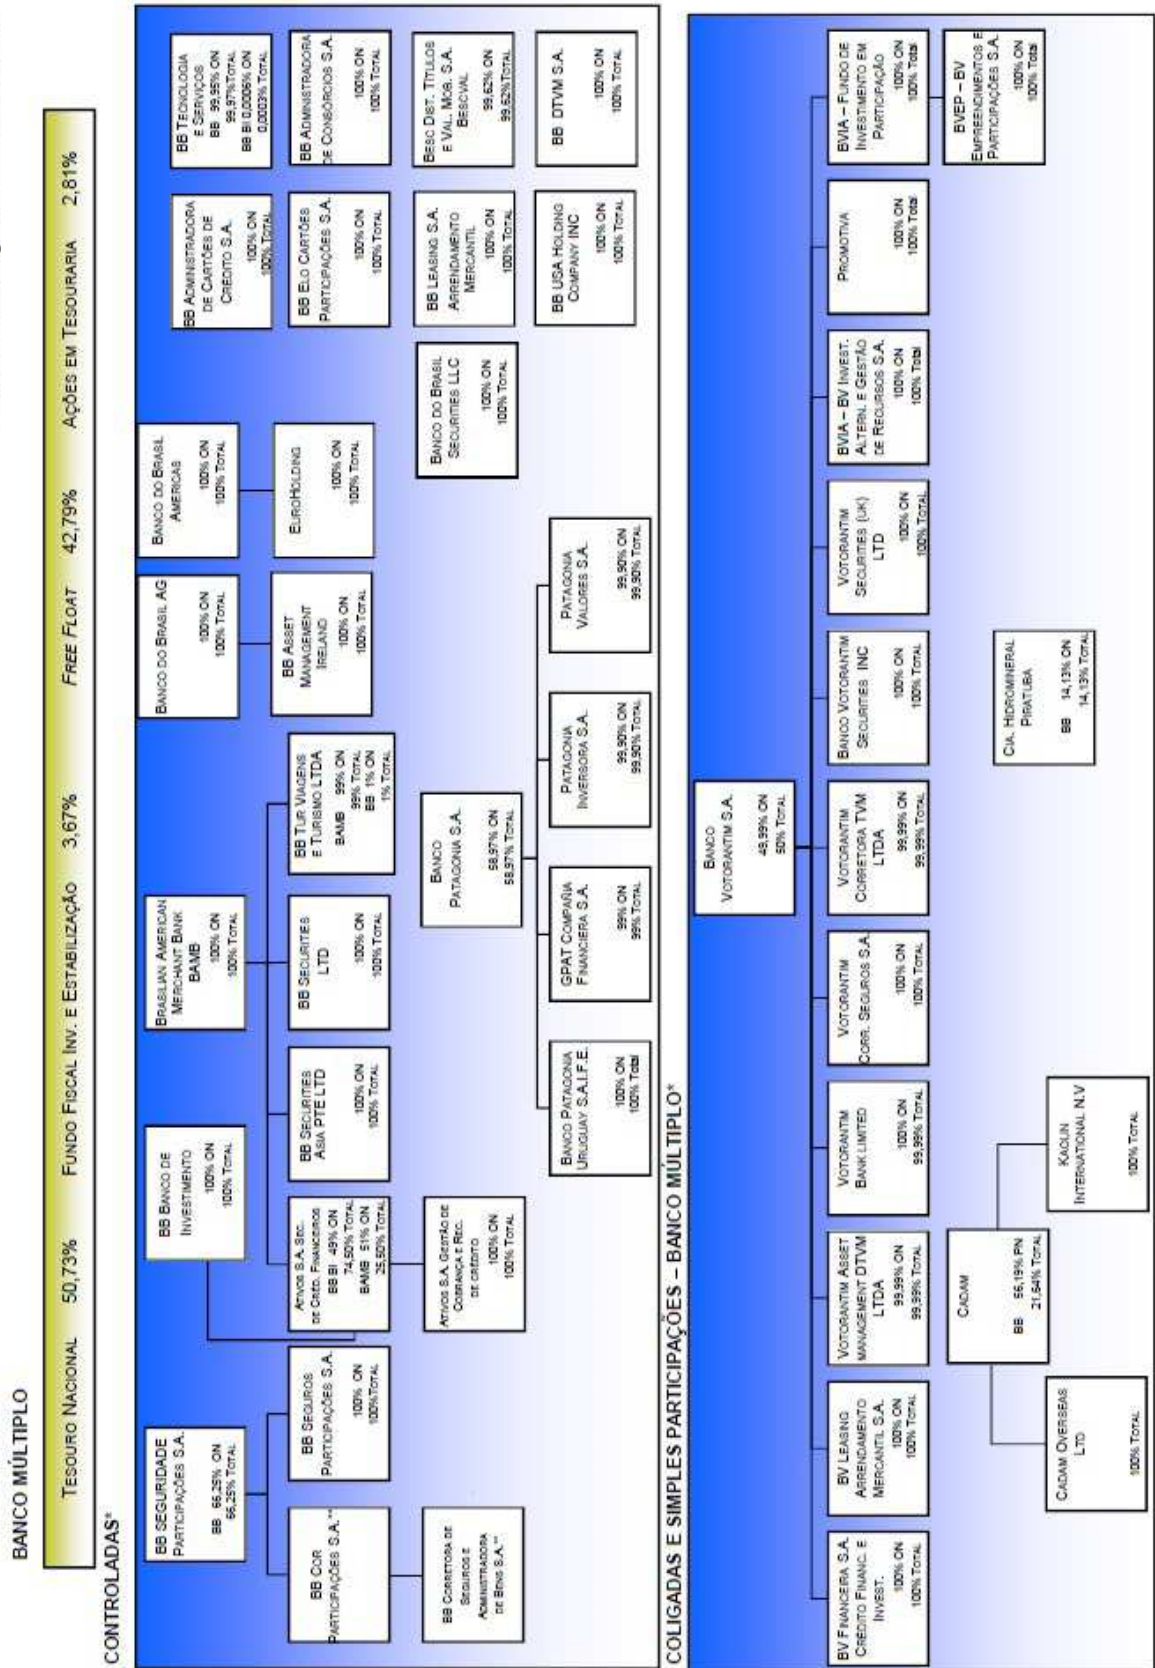 BANCO MÚLTIPLO
TESOURO NACIONAL 50,73% FUNDO FISCAL INV. E ESTABILIZAÇÃO 3,67% FREE FLOAT 42,79% AÇÕES EM TESOURARIA 2,81%
CONTROLADAS*
BB SEGURIDADE
PARTICIPAÇÕES S.A.
BB 66,25% ON
66,25% TOTAL
BB COR
PARTICIPAÇÕES S.A.**
BB SEGUROS
PARTICIPAÇÕES S.A.
100% ON
100%TOTAL
BB CORRETORA DE
SEGUROS E
ADMINISTRADORA
DE BENS S.A.**
BB BANCO DE
INVESTIMENTO
100% ON
100% TOTAL
BRASILIAN AMERICAN
MERCHANT BANK
BAMB
100% ON
100% TOTAL
ATIVOS S.A. SEC.
DE CRÉD. FINANCEIROS
BB BI 49% ON
74,50% TOTAL
BAMB 51% ON
25,50% TOTAL
BB SECURITIES
ASIA PTE LTD
100% ON
100% TOTAL
BB SECURITIES
LTD
100% ON
100% TOTAL
BB TUR VIAGENS
E TURISMO LTDA
BAMB 99% ON
99% TOTAL
BB 1% ON
1% TOTAL
ATIVOS S.A. GESTÃO DE
COBRANÇA E REC.
DE CRÉDITO
100% ON
100% TOTAL
BANCO DO BRASIL AG
100% ON
100% TOTAL
BB ASSET
MANAGEMENT
IRELAND
100% ON
100% TOTAL
BANCO DO BRASIL
AMERICAS
100% ON
100% TOTAL
EUROHOLDING
100% ON
100% TOTAL
BANCO
PATAGONIA S.A.
58,97% ON
58,97% TOTAL
BANCO PATAGONIA
URUGUAY S.A.I.F.E.
100% ON
100% Total
GPAT COMPAÑIA
FINANCIERA S.A.
99% ON
99% TOTAL
PATAGONIA
INVERSORA S.A.
99,90% ON
99,90% TOTAL
PATAGONIA
VALORES S.A.
99,90% ON
99,90% TOTAL
BANCO DO BRASIL
SECURITIES LLC
100% ON
100% TOTAL
BB ADMINISTRADORA
DE CARTÕES DE
CRÉDITO S.A.
100% ON
100% TOTAL
BB TECNOLOGIA
E SERVIÇOS
BB 99,95% ON
99,97%TOTAL
BB BI 0,0006% ON
0,0003% TOTAL
BB ELO CARTÕES
PARTICIPAÇÕES S.A.
100% ON
100% TOTAL
BB ADMINISTRADORA
DE CONSÓRCIOS S.A.
100% ON
100% TOTAL
BB LEASING S.A.
ARRENDAMENTO
MERCANTIL
100% ON
100% TOTAL
BESC DIST. TÍTULOS
E VAL. MOB. S.A.
BESCVAL
99,62% ON
99,62%TOTAL
BB USA HOLDING
COMPANY INC
100% ON
100% TOTAL
BB DTVM S.A.
100% ON
100% TOTAL
COLIGADAS E SIMPLES PARTICIPAÇÕES – BANCO MÚLTIPLO*
BANCO
VOTORANTIM S.A.
49,99% ON
50% TOTAL
BV FINANCEIRA S.A.
CRÉDITO FINANC. E
INVEST.
100% ON
100% TOTAL
BV LEASING
ARRENDAMENTO
MERCANTIL S.A.
100% ON
100% TOTAL
VOTORANTIM ASSET
MANAGEMENT DTVM
LTDA
99,99% ON
99,99% TOTAL
VOTORANTIM
BANK LIMITED
100% ON
99,99% TOTAL
VOTORANTIM
CORR. SEGUROS S.A.
100% ON
100% TOTAL
VOTORANTIM
CORRETORA TVM
LTDA
99,99% ON
99,99% TOTAL
BANCO VOTORANTIM
SECURITIES INC
100% ON
100% TOTAL
VOTORANTIM
SECURITIES (UK)
LTD
100% ON
100% TOTAL
BVIA – BV INVEST.
ALTERN. E GESTÃO
DE RECURSOS S.A.
100% ON
100% Total
PROMOTIVA
100% ON
100% Total
BVIA – FUNDO DE
INVESTIMENTO EM
PARTICIPAÇÃO
100% ON
100% Total
BVEP – BV
EMPREENDIMENTOS E
PARTICIPAÇÕES S.A.
100% ON
100% Total
CADAM
BB 56,19% PN
21,64% TOTAL
CADAM OVERSEAS
LTD
100% TOTAL
KAOLIN
INTERNATIONAL N.V
100% TOTAL
CIA. HIDROMINERAL
PIRATUBA
BB 14,13% ON
14,13% TOTAL